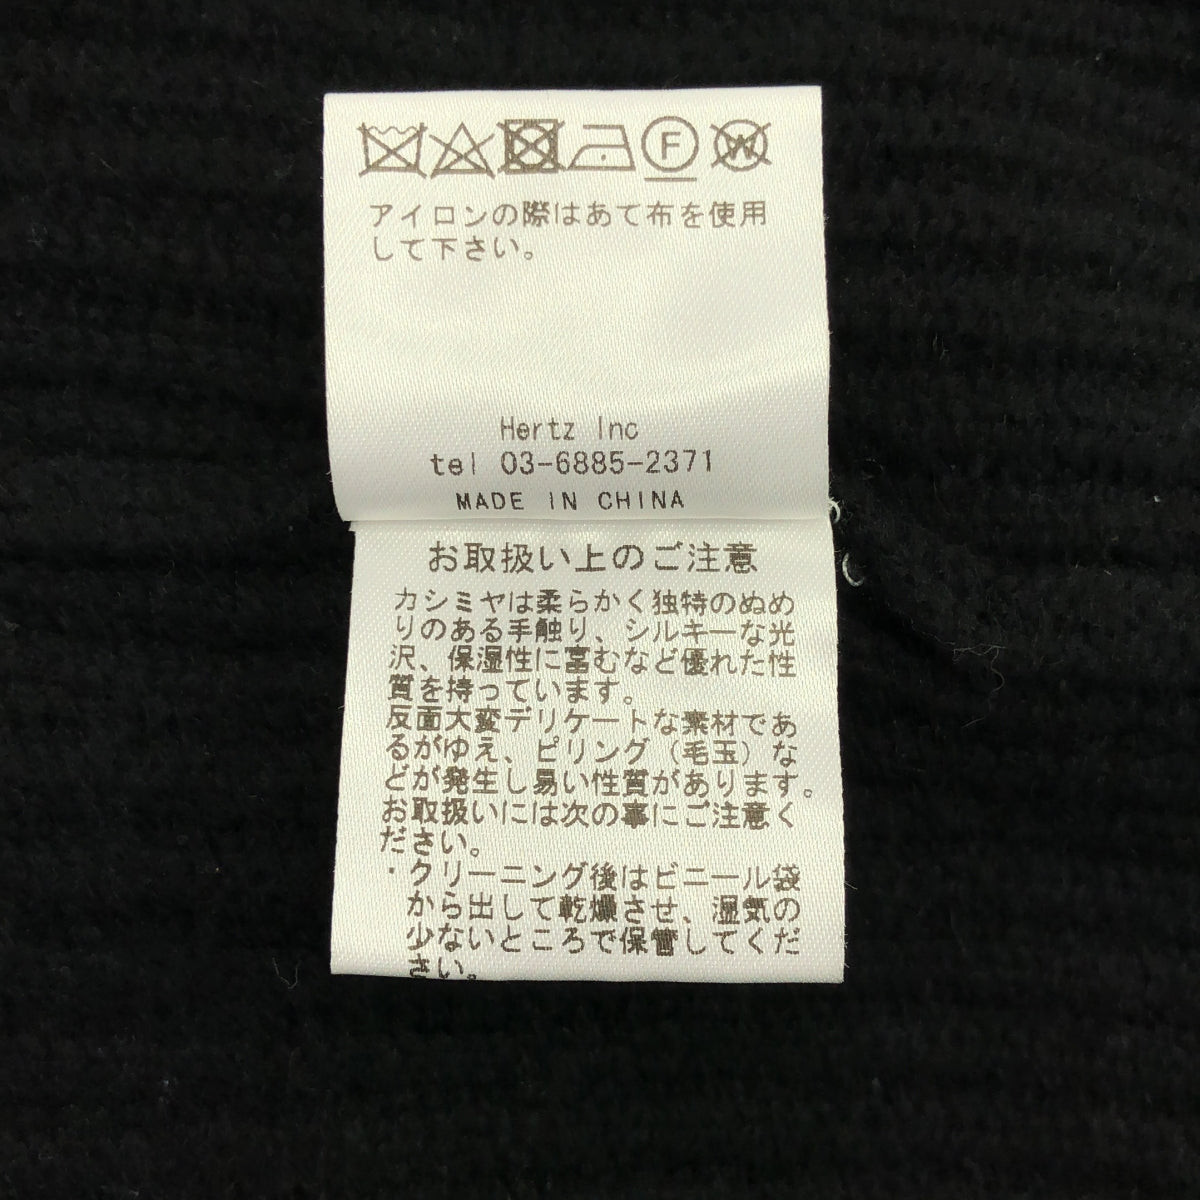 F W
アイロンの際はあて布を使用
して下さい。
Hertz Inc
tel 03-6885-2371
MADE IN CHINA
お取扱い上のご注意
カシミヤは柔らかく独特のぬめ
りのある手触り、シルキーな光
沢、保湿性に富むなど優れた性
質を持っています。
反面大変デリケートな素材であ
るがゆえ、ピリング（毛玉）な
どが発生し易い性質があります。
お取扱いには次の事にご注意く
ださい。
・クリーニング後はビニール袋
から出して乾燥させ、湿気の
少ないところで保管してくだ
さい。